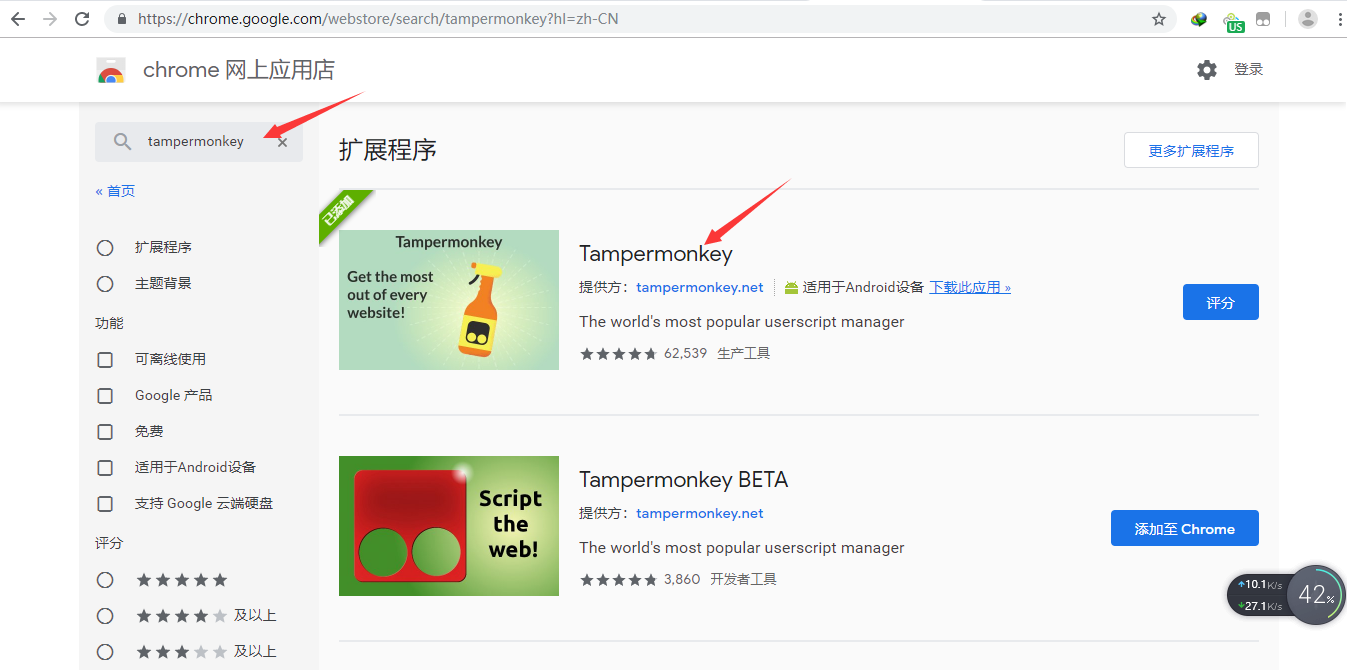 https://chrome.google.com/webstore/search/tampermonkey?hl=zh-CN
US
chrome 网上应用店
登录
tampermonkey
« 首页
扩展程序
主题背景
功能
可离线使用
Google 产品
免费
适用于Android设备
支持 Google 云端硬盘
评分
及以上
及以上
扩展程序
更多扩展程序
已添加
Tampermonkey
Get the most
out of every
website!
Tampermonkey
提供方： tampermonkey.net 适用于Android设备 下载此应用 »
The world's most popular userscript manager
62,539 生产工具
评分
Script
the
web!
Tampermonkey BETA
提供方： tampermonkey.net
The world's most popular userscript manager
3,860 开发者工具
添加至 Chrome
10.1K/s
27.1K/s
42%